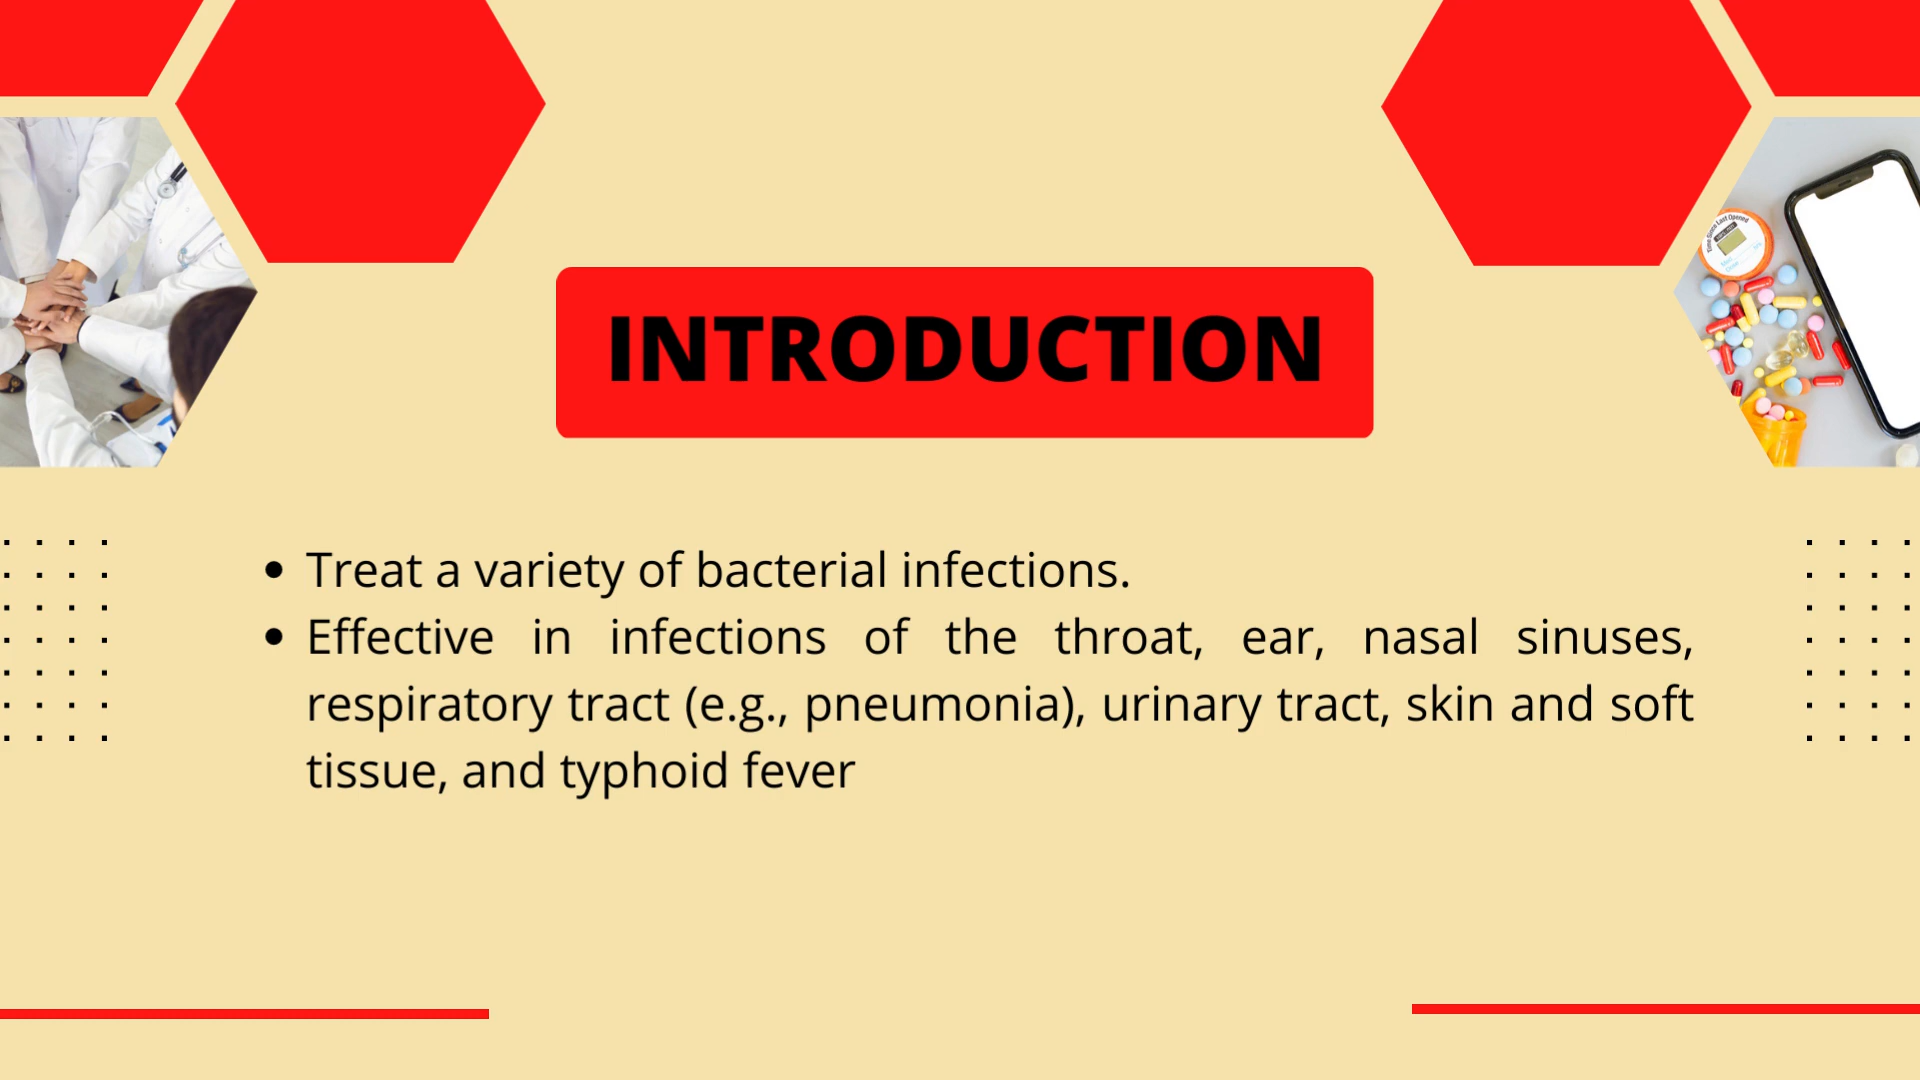 INTRODUCTION
• Treat a variety of bacterial infections.
• Effective in infections of the throat, ear, nasal sinuses,
respiratory tract (e.g., pneumonia), urinary tract, skin and soft
tissue, and typhoid fever